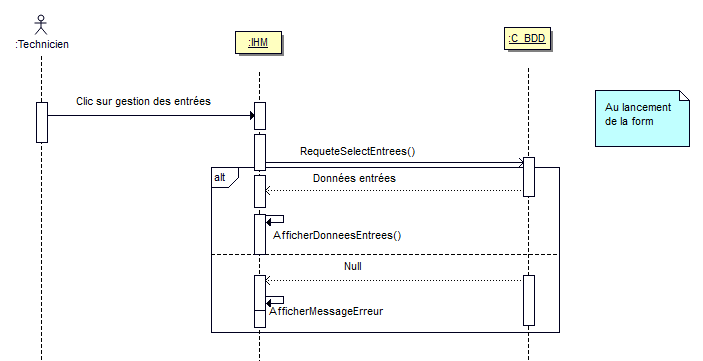 :Technicien
:IHM
:C_BDD
Clic sur gestion des entrées
Au lancement
de la form
RequeteSelectEntrees()
alt
Données entrées
AfficherDonneesEntrees()
Null
AfficherMessageErreur